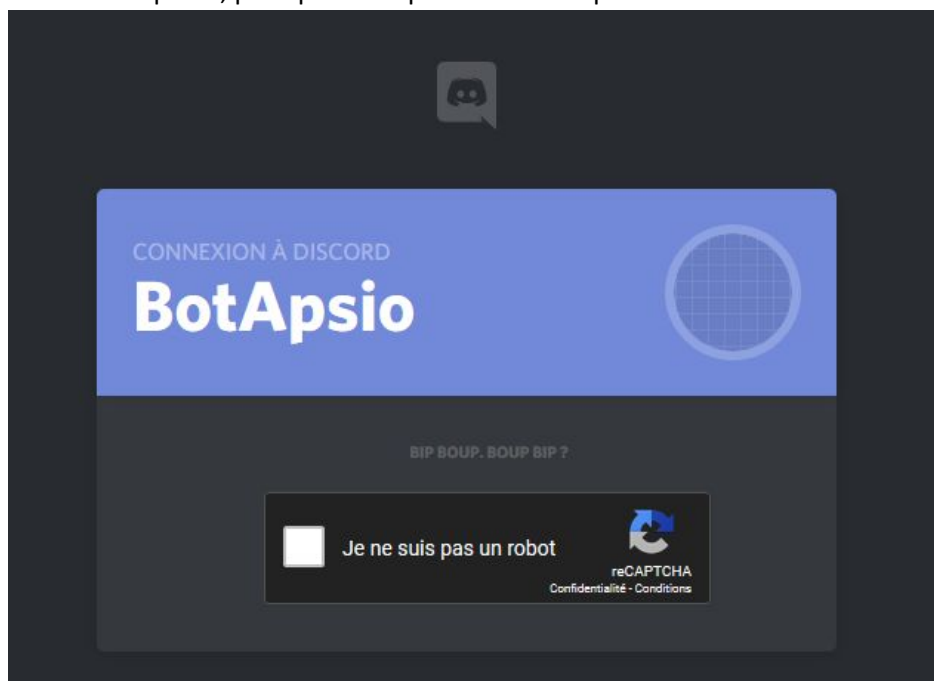 CONNEXION À DISCORD
BotApsio
BIP BOUP. BOUP BIP ?
Je ne suis pas un robot
reCAPTCHA
Confidentialité - Conditions